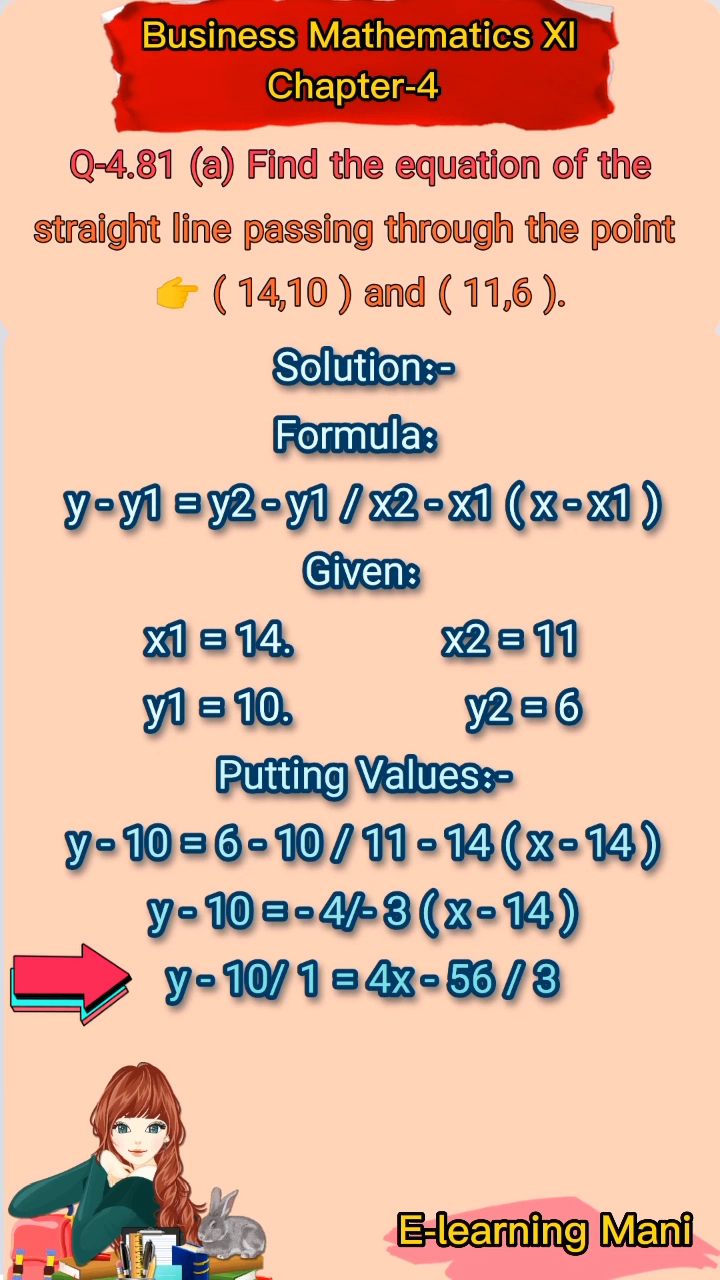 Business Mathematics XI
Chapter-4
Q-4.81 (a) Find the equation of the
straight line passing through the point
👉 ( 14,10 ) and ( 11,6 ).
Solution:-
Formula:
y - y1 = y2 - y1 / x2 - x1 ( x - x1 )
Given:
x1 = 14. x2 = 11
y1 = 10. y2 = 6
Putting Values:-
y - 10 = 6 - 10 / 11 - 14 ( x - 14 )
y - 10 = - 4/- 3 ( x - 14 )
y - 10/ 1 = 4x - 56 / 3
E-learning Mani